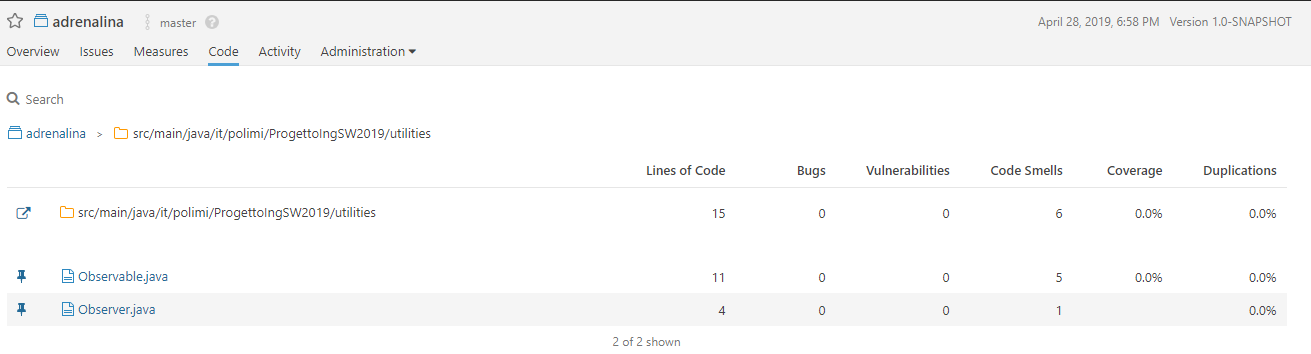 adrenalina master ? April 28, 2019, 6:58 PM Version 1.0-SNAPSHOT
Overview Issues Measures Code Activity Administration
Search
adrenalina > src/main/java/it/polimi/ProgettoIngSW2019/utilities
Lines of Code Bugs Vulnerabilities Code Smells Coverage Duplications
src/main/java/it/polimi/ProgettoIngSW2019/utilities 15 0 0 6 0.0% 0.0%
Observable.java 11 0 0 5 0.0% 0.0%
Observer.java 4 0 0 1 0.0%
2 of 2 shown